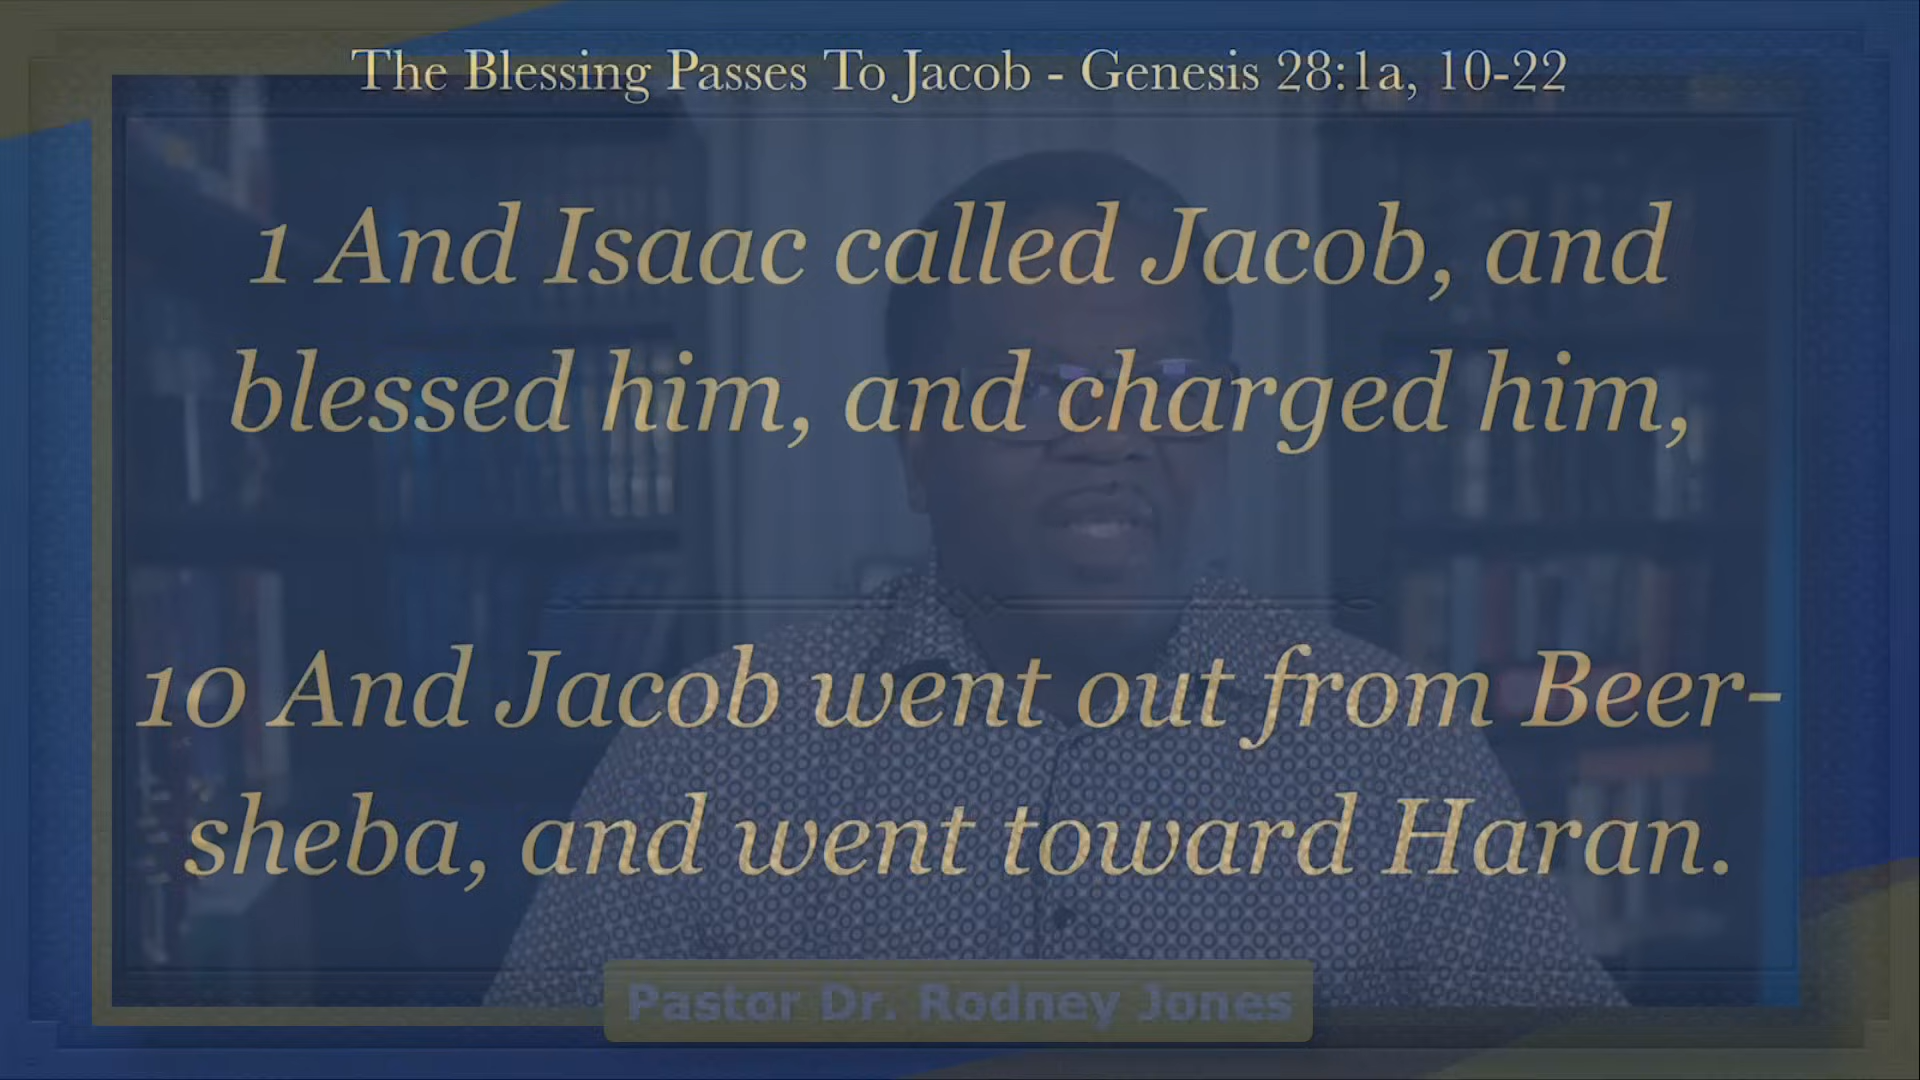 The Blessing Passes To Jacob - Genesis 28:1a, 10-22
1 And Isaac called Jacob, and
blessed him, and charged him,
10 And Jacob went out from Beer-
sheba, and went toward Haran.
Pastor Dr. Rodney Jones